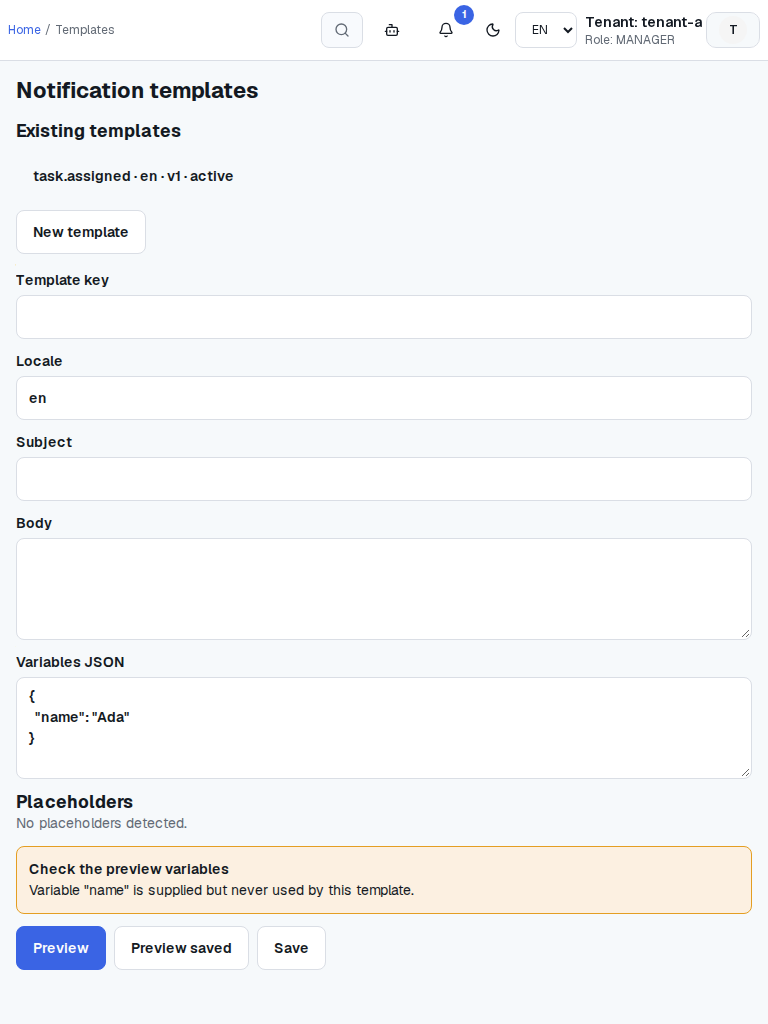 Home / Templates
1
EN
Tenant: tenant-a
Role: MANAGER
T
Notification templates
Existing templates
task.assigned · en · v1 · active
New template
Template key
Locale
en
Subject
Body
Variables JSON
{
  "name": "Ada"
}
Placeholders
No placeholders detected.
Check the preview variables
Variable "name" is supplied but never used by this template.
Preview
Preview saved
Save